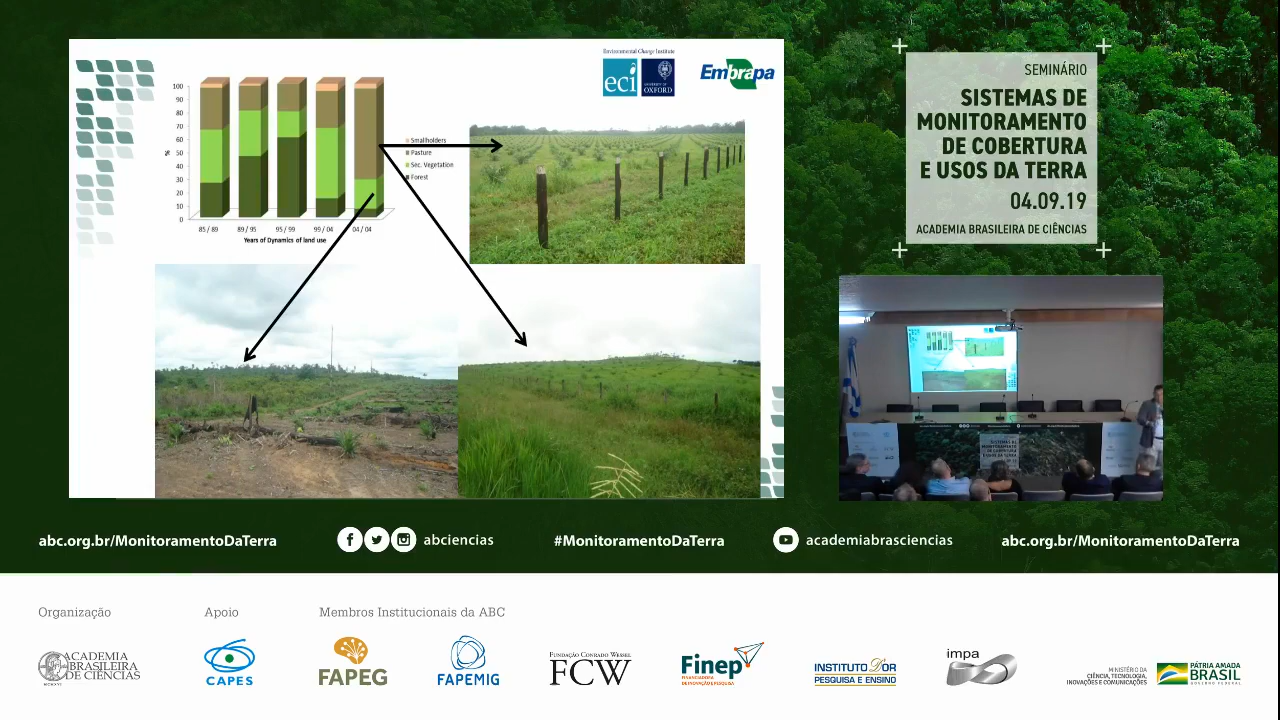 Environmental Change Institute
eci
UNIVERSITY OF
OXFORD
Embrapa
100
90
80
70
60
50
40
30
20
10
0
%
85 / 89
89 / 95
95 / 99
99 / 04
04 / 04
Years of Dynamics of land use
Smallholders
Pasture
Sec. Vegetation
Forest
SEMINÁRIO
SISTEMAS DE
MONITORAMENTO
DE COBERTURA
E USOS DA TERRA
04.09.19
ACADEMIA BRASILEIRA DE CIÊNCIAS
abc.org.br/MonitoramentoDaTerra
abciencias
#MonitoramentoDaTerra
academiabrasciencias
abc.org.br/MonitoramentoDaTerra
Organização
Apoio
Membros Institucionais da ABC
ACADEMIA
BRASILEIRA
DE CIÊNCIAS
CAPES
FAPEG
FAPEMIG
FUNDAÇÃO CONRADO WESSEL
FCW
Finep
FINANCIADORA
DE INOVAÇÃO E PESQUISA
INSTITUTO D'OR
PESQUISA E ENSINO
impa
MINISTÉRIO DA
CIÊNCIA, TECNOLOGIA,
INOVAÇÕES E COMUNICAÇÕES
PÁTRIA AMADA
BRASIL
GOVERNO FEDERAL